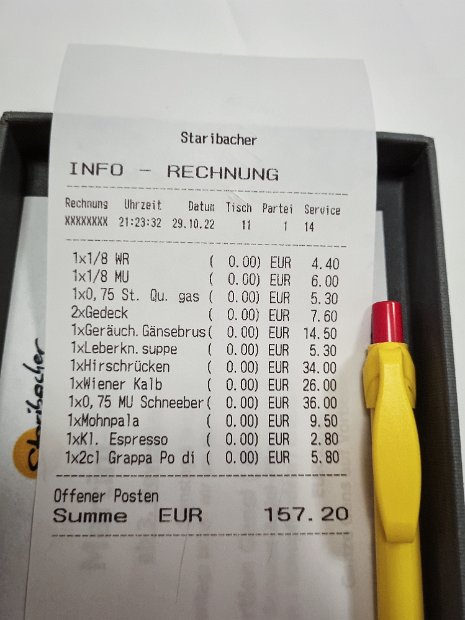 Staribacher
INFO - RECHNUNG
Rechnung Uhrzeit Datum Tisch Partei Service
XXXXXXXX 21:23:32 29.10.22 11 1 14
1x1/8 WR ( 0.00) EUR 4.40
1x1/8 MU ( 0.00) EUR 6.00
1x0,75 St. Qu. gas ( 0.00) EUR 5.30
2xGedeck ( 0.00) EUR 7.60
1xGeräuch.Gänsebrus( 0.00) EUR 14.50
1xLeberkn.suppe ( 0.00) EUR 5.30
1xHirschrücken ( 0.00) EUR 34.00
1xWiener Kalb ( 0.00) EUR 26.00
1x0,75 MU Schneeber( 0.00) EUR 36.00
1xMohnpala ( 0.00) EUR 9.50
1xKl. Espresso ( 0.00) EUR 2.80
1x2cl Grappa Po di ( 0.00) EUR 5.80
Offener Posten
Summe EUR 157.20
Staribacher